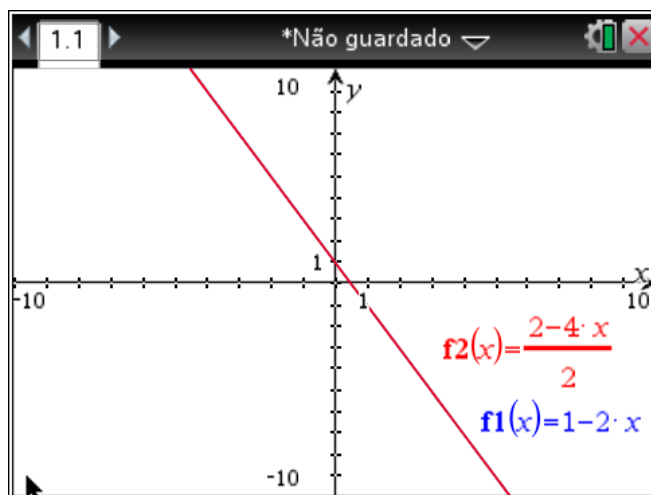 1.1
*Não guardado
10
y
1
x
-10
1
10
f2(x)=(2-4·x)/2
f1(x)=1-2·x
-10